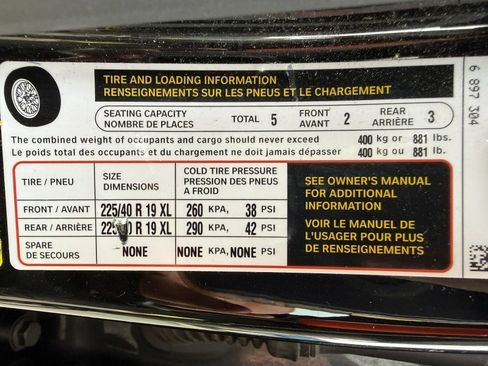 TIRE AND LOADING INFORMATION
RENSEIGNEMENTS SUR LES PNEUS ET LE CHARGEMENT
SEATING CAPACITY
NOMBRE DE PLACES
TOTAL 5
FRONT
AVANT 2
REAR
ARRIÈRE 3
The combined weight of occupants and cargo should never exceed 400 kg or 881 lbs.
Le poids total des occupants et du chargement ne doit jamais dépasser 400 kg ou 881 lb.
TIRE / PNEU
SIZE
DIMENSIONS
COLD TIRE PRESSURE
PRESSION DES PNEUS
A FROID
FRONT / AVANT 225/40 R 19 XL 260 KPA, 38 PSI
REAR / ARRIÈRE R 19 XL 290 KPA, 42 PSI
SPARE
DE SECOURS NONE NONE KPA, NONE PSI
SEE OWNER'S MANUAL
FOR ADDITIONAL
INFORMATION
VOIR LE MANUEL DE
L'USAGER POUR PLUS
DE RENSEIGNEMENTS
6 897 304